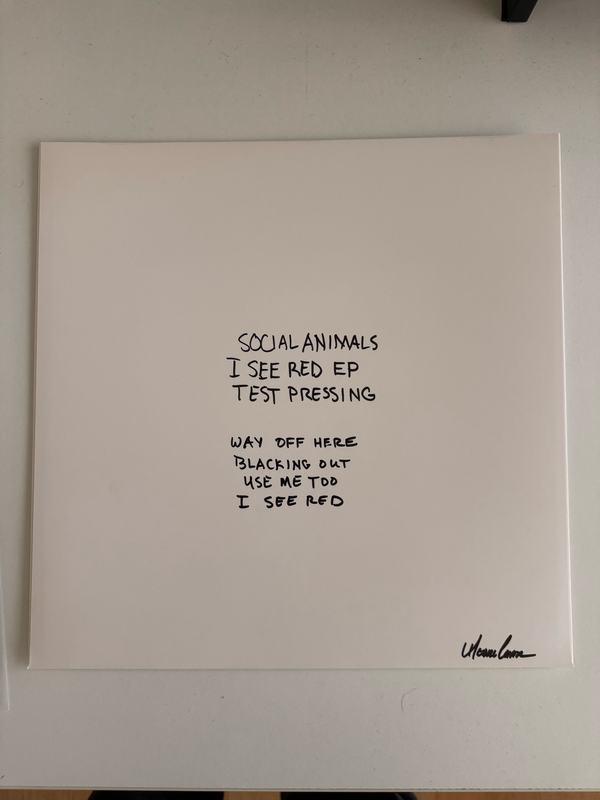 SOCIAL ANIMALS
I SEE RED EP
TEST PRESSING
WAY OFF HERE
BLACKING OUT
USE ME TOO
I SEE RED